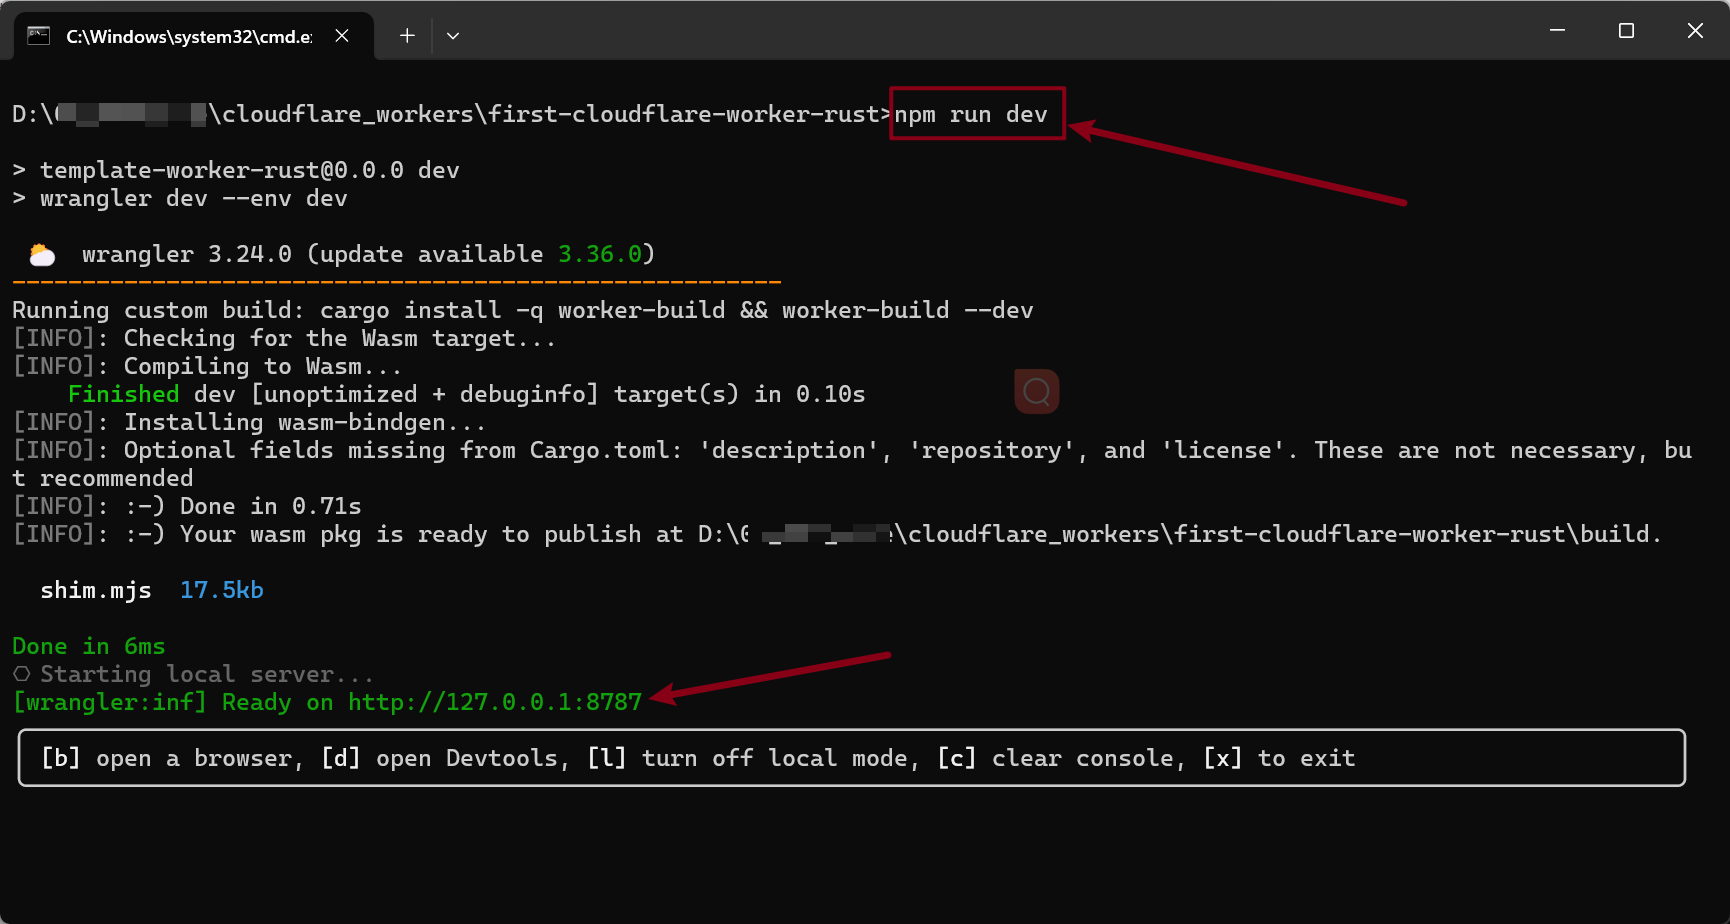 C:\Windows\system32\cmd.e
D:\ \cloudflare_workers\first-cloudflare-worker-rust>npm run dev
> template-worker-rust@0.0.0 dev
> wrangler dev --env dev
wrangler 3.24.0 (update available 3.36.0)
------------------------------------------------------- 
Running custom build: cargo install -q worker-build && worker-build --dev
[INFO]: Checking for the Wasm target...
[INFO]: Compiling to Wasm...
Finished dev [unoptimized + debuginfo] target(s) in 0.10s
[INFO]: Installing wasm-bindgen...
[INFO]: Optional fields missing from Cargo.toml: 'description', 'repository', and 'license'. These are not necessary, bu
t recommended
[INFO]: :-) Done in 0.71s
[INFO]: :-) Your wasm pkg is ready to publish at D:\ \cloudflare_workers\first-cloudflare-worker-rust\build.
shim.mjs 17.5kb
Done in 6ms
Starting local server...
[wrangler:inf] Ready on http://127.0.0.1:8787
[b] open a browser, [d] open Devtools, [l] turn off local mode, [c] clear console, [x] to exit